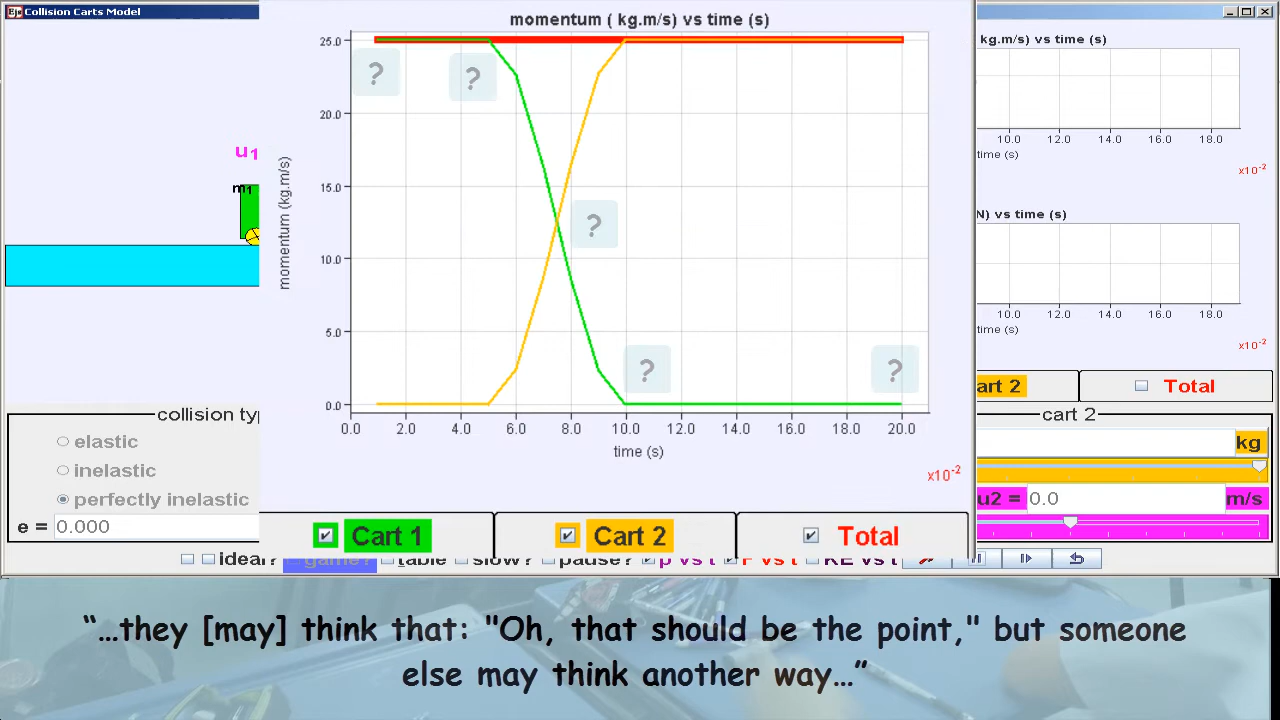 Collision Carts Model
momentum ( kg.m/s) vs time (s)
25.0
20.0
15.0
10.0
5.0
0.0
momentum (kg.m/s)
?
?
?
?
?
0.0 2.0 4.0 6.0 8.0 10.0 12.0 14.0 16.0 18.0 20.0
time (s)
x10-2
Cart 1 Cart 2 Total
u1
m1
kg.m/s) vs time (s)
10.0 12.0 14.0 16.0 18.0
time (s)
x10-2
N) vs time (s)
10.0 12.0 14.0 16.0 18.0
time (s)
x10-2
art 2 Total
collision typ
elastic
inelastic
perfectly inelastic
e = 0.000
cart 2
kg
u2 = 0.0 m/s
ideal? game? table slow? pause? p vs t F vs t KE vs t
“…they [may] think that: "Oh, that should be the point," but someone
else may think another way…”